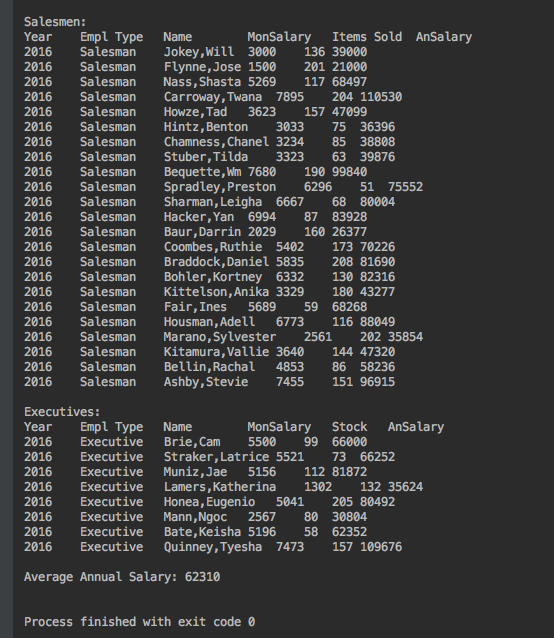 Salesmen:
Year Empl Type Name MonSalary Items Sold AnSalary
2016 Salesman Jokey,Will 3000 136 39000
2016 Salesman Flynne,Jose 1500 201 21000
2016 Salesman Nass,Shasta 5269 117 68497
2016 Salesman Carroway,Twana 7895 204 110530
2016 Salesman Howze,Tad 3623 157 47099
2016 Salesman Hintz,Benton 3033 75 36396
2016 Salesman Chamness,Chanel 3234 85 38808
2016 Salesman Stuber,Tilda 3323 63 39876
2016 Salesman Bequette,Wm 7680 190 99840
2016 Salesman Spradley,Preston 6296 51 75552
2016 Salesman Sharman,Leigha 6667 68 80004
2016 Salesman Hacker,Yan 6994 87 83928
2016 Salesman Baur,Darrin 2029 160 26377
2016 Salesman Coombes,Ruthie 5402 173 70226
2016 Salesman Braddock,Daniel 5835 208 81690
2016 Salesman Bohler,Kortney 6332 130 82316
2016 Salesman Kittelson,Anika 3329 180 43277
2016 Salesman Fair,Ines 5689 59 68268
2016 Salesman Housman,Adell 6773 116 88049
2016 Salesman Marano,Sylvester 2561 202 35854
2016 Salesman Kitamura,Vallie 3640 144 47320
2016 Salesman Bellin,Rachal 4853 86 58236
2016 Salesman Ashby,Stevie 7455 151 96915
Executives:
Year Empl Type Name MonSalary Stock AnSalary
2016 Executive Brie,Cam 5500 99 66000
2016 Executive Straker,Latrice 5521 73 66252
2016 Executive Muniz,Jae 5156 112 81872
2016 Executive Lamers,Katherina 1302 132 35624
2016 Executive Honea,Eugenio 5041 205 80492
2016 Executive Mann,Ngoc 2567 80 30804
2016 Executive Bate,Keisha 5196 58 62352
2016 Executive Quinney,Tyesha 7473 157 109676
Average Annual Salary: 62310
Process finished with exit code 0